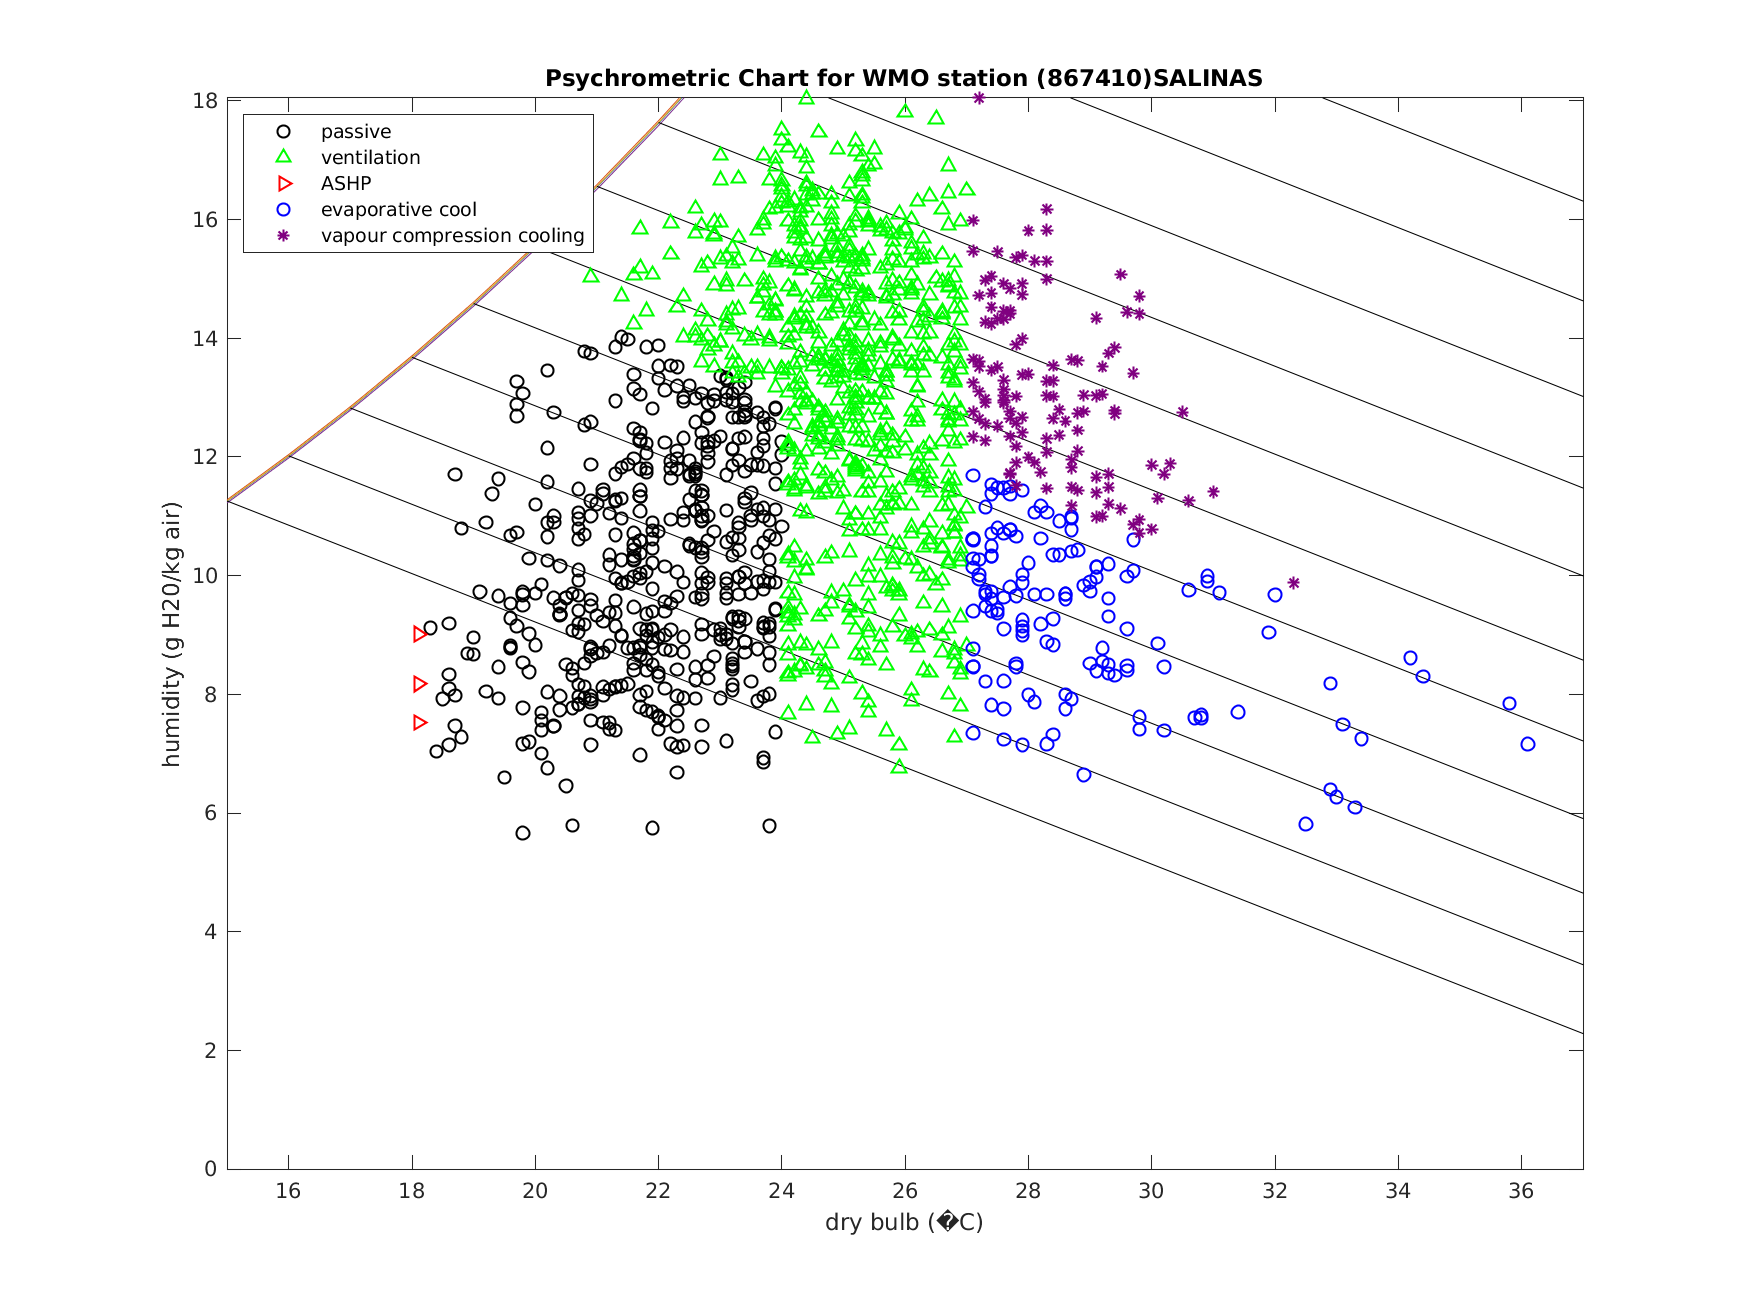 Psychrometric Chart for WMO station (867410)SALINAS
passive
ventilation
ASHP
evaporative cool
vapour compression cooling
humidity (g H20/kg air)
18
16
14
12
10
8
6
4
2
0
16 18 20 22 24 26 28 30 32 34 36
dry bulb (�C)